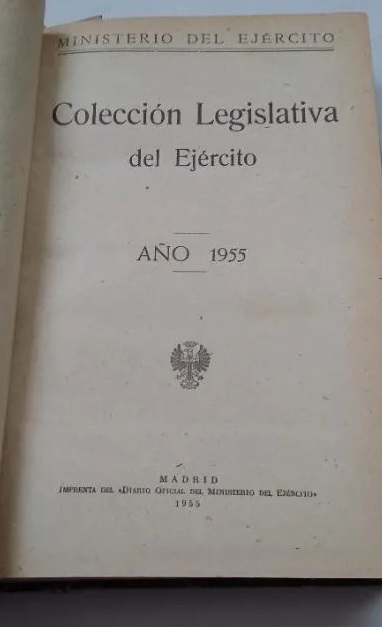 MINISTERIO DEL EJÉRCITO
Colección Legislativa
del Ejército
AÑO 1955
MADRID
IMPRENTA DEL «DIARIO OFICIAL DEL MINISTERIO DEL EJÉRCITO»
1955